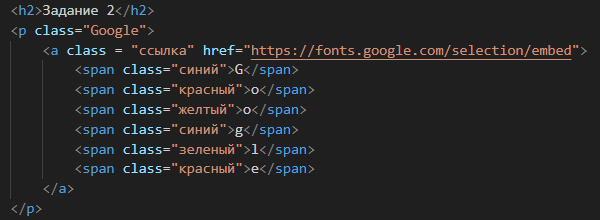 <h2>Задание 2</h2>
<p class="Google">
<a class = "ссылка" href="https://fonts.google.com/selection/embed">
<span class="синий">G</span>
<span class="красный">o</span>
<span class="желтый">o</span>
<span class="синий">g</span>
<span class="зеленый">l</span>
<span class="красный">e</span>
</a>
</p>